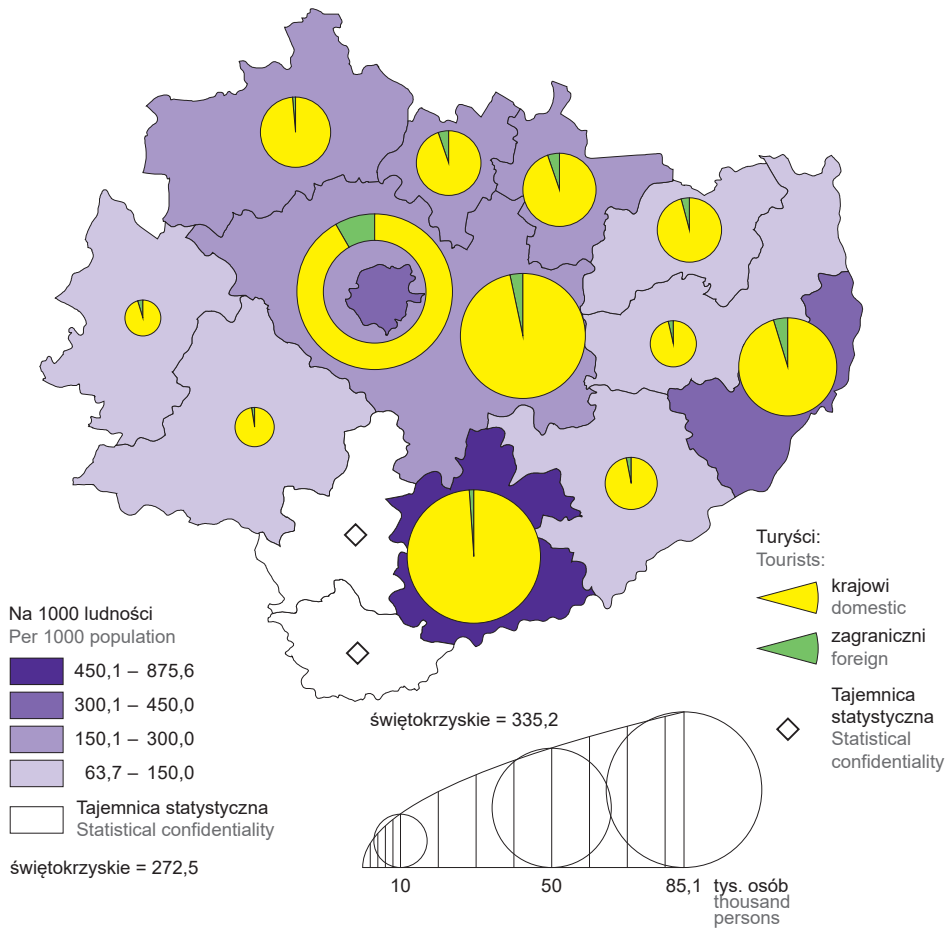 Turyści:
Tourists:
krajowi
domestic
zagraniczni
foreign
Tajemnica
statystyczna
Statistical
confidentiality
Na 1000 ludności
Per 1000 population
450,1 – 875,6
300,1 – 450,0
150,1 – 300,0
63,7 – 150,0
Tajemnica statystyczna
Statistical confidentiality
świętokrzyskie = 272,5
świętokrzyskie = 335,2
10 50 85,1 tys. osób
thousand
persons